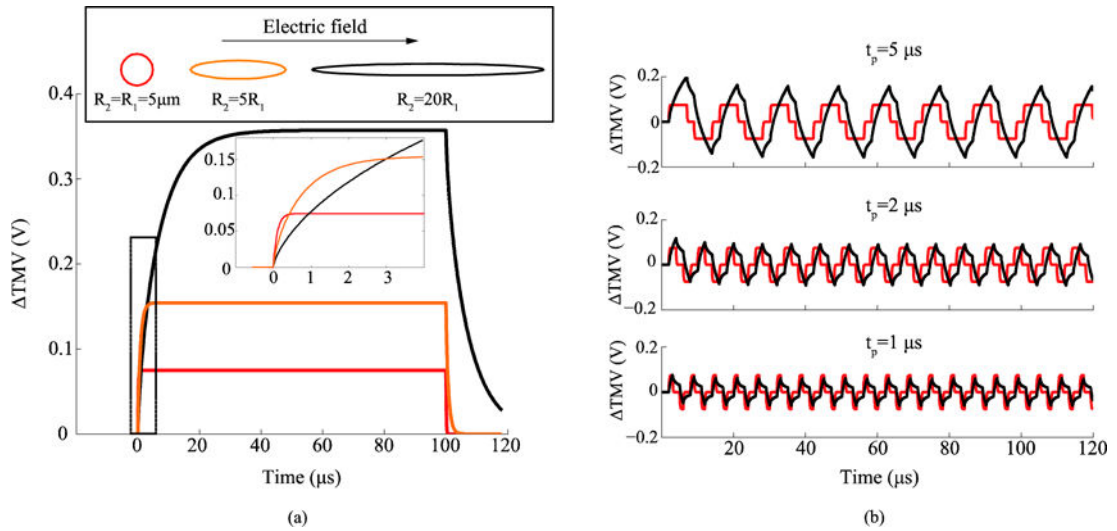 Electric field
R₂=R₁=5μm
R₂=5R₁
R₂=20R₁
0.4
0.3
0.2
0.1
0
ΔTMV (V)
0.15
0.1
0.05
0
0 1 2 3
0 20 40 60 80 100 120
Time (μs)
(a)
tₚ=5 μs
0.2
0
−0.2
ΔTMV (V)
tₚ=2 μs
0.2
0
−0.2
ΔTMV (V)
tₚ=1 μs
0.2
0
−0.2
ΔTMV (V)
20 40 60 80 100 120
Time (μs)
(b)